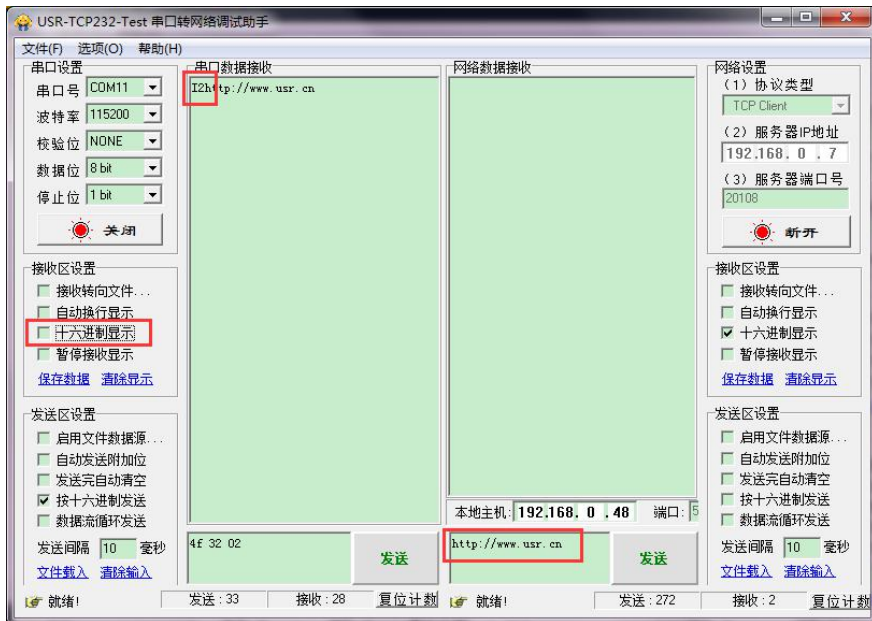 USR-TCP232-Test 串口转网络调试助手
文件(F) 选项(O) 帮助(H)
串口设置
串口号 COM11
波特率 115200
校验位 NONE
数据位 8 bit
停止位 1 bit
关闭
接收区设置
接收转向文件...
自动换行显示
十六进制显示
暂停接收显示
保存数据 清除显示
发送区设置
启用文件数据源...
自动发送附加位
发送完自动清空
按十六进制发送
数据流循环发送
发送间隔 10 毫秒
文件载入 清除输入
串口数据接收
I2http://www.usr.cn
4f 32 02
发送
网络数据接收
本地主机: 192.168. 0 .48 端口: 5
http://www.usr.cn
发送
网络设置
(1) 协议类型
TCP Client
(2) 服务器IP地址
192.168. 0 . 7
(3) 服务器端口号
20108
断开
接收区设置
接收转向文件...
自动换行显示
十六进制显示
暂停接收显示
保存数据 清除显示
发送区设置
启用文件数据源...
自动发送附加位
发送完自动清空
按十六进制发送
数据流循环发送
发送间隔 10 毫秒
文件载入 清除输入
就绪! 发送:33 接收:28 复位计数 就绪! 发送:272 接收:2 复位计数